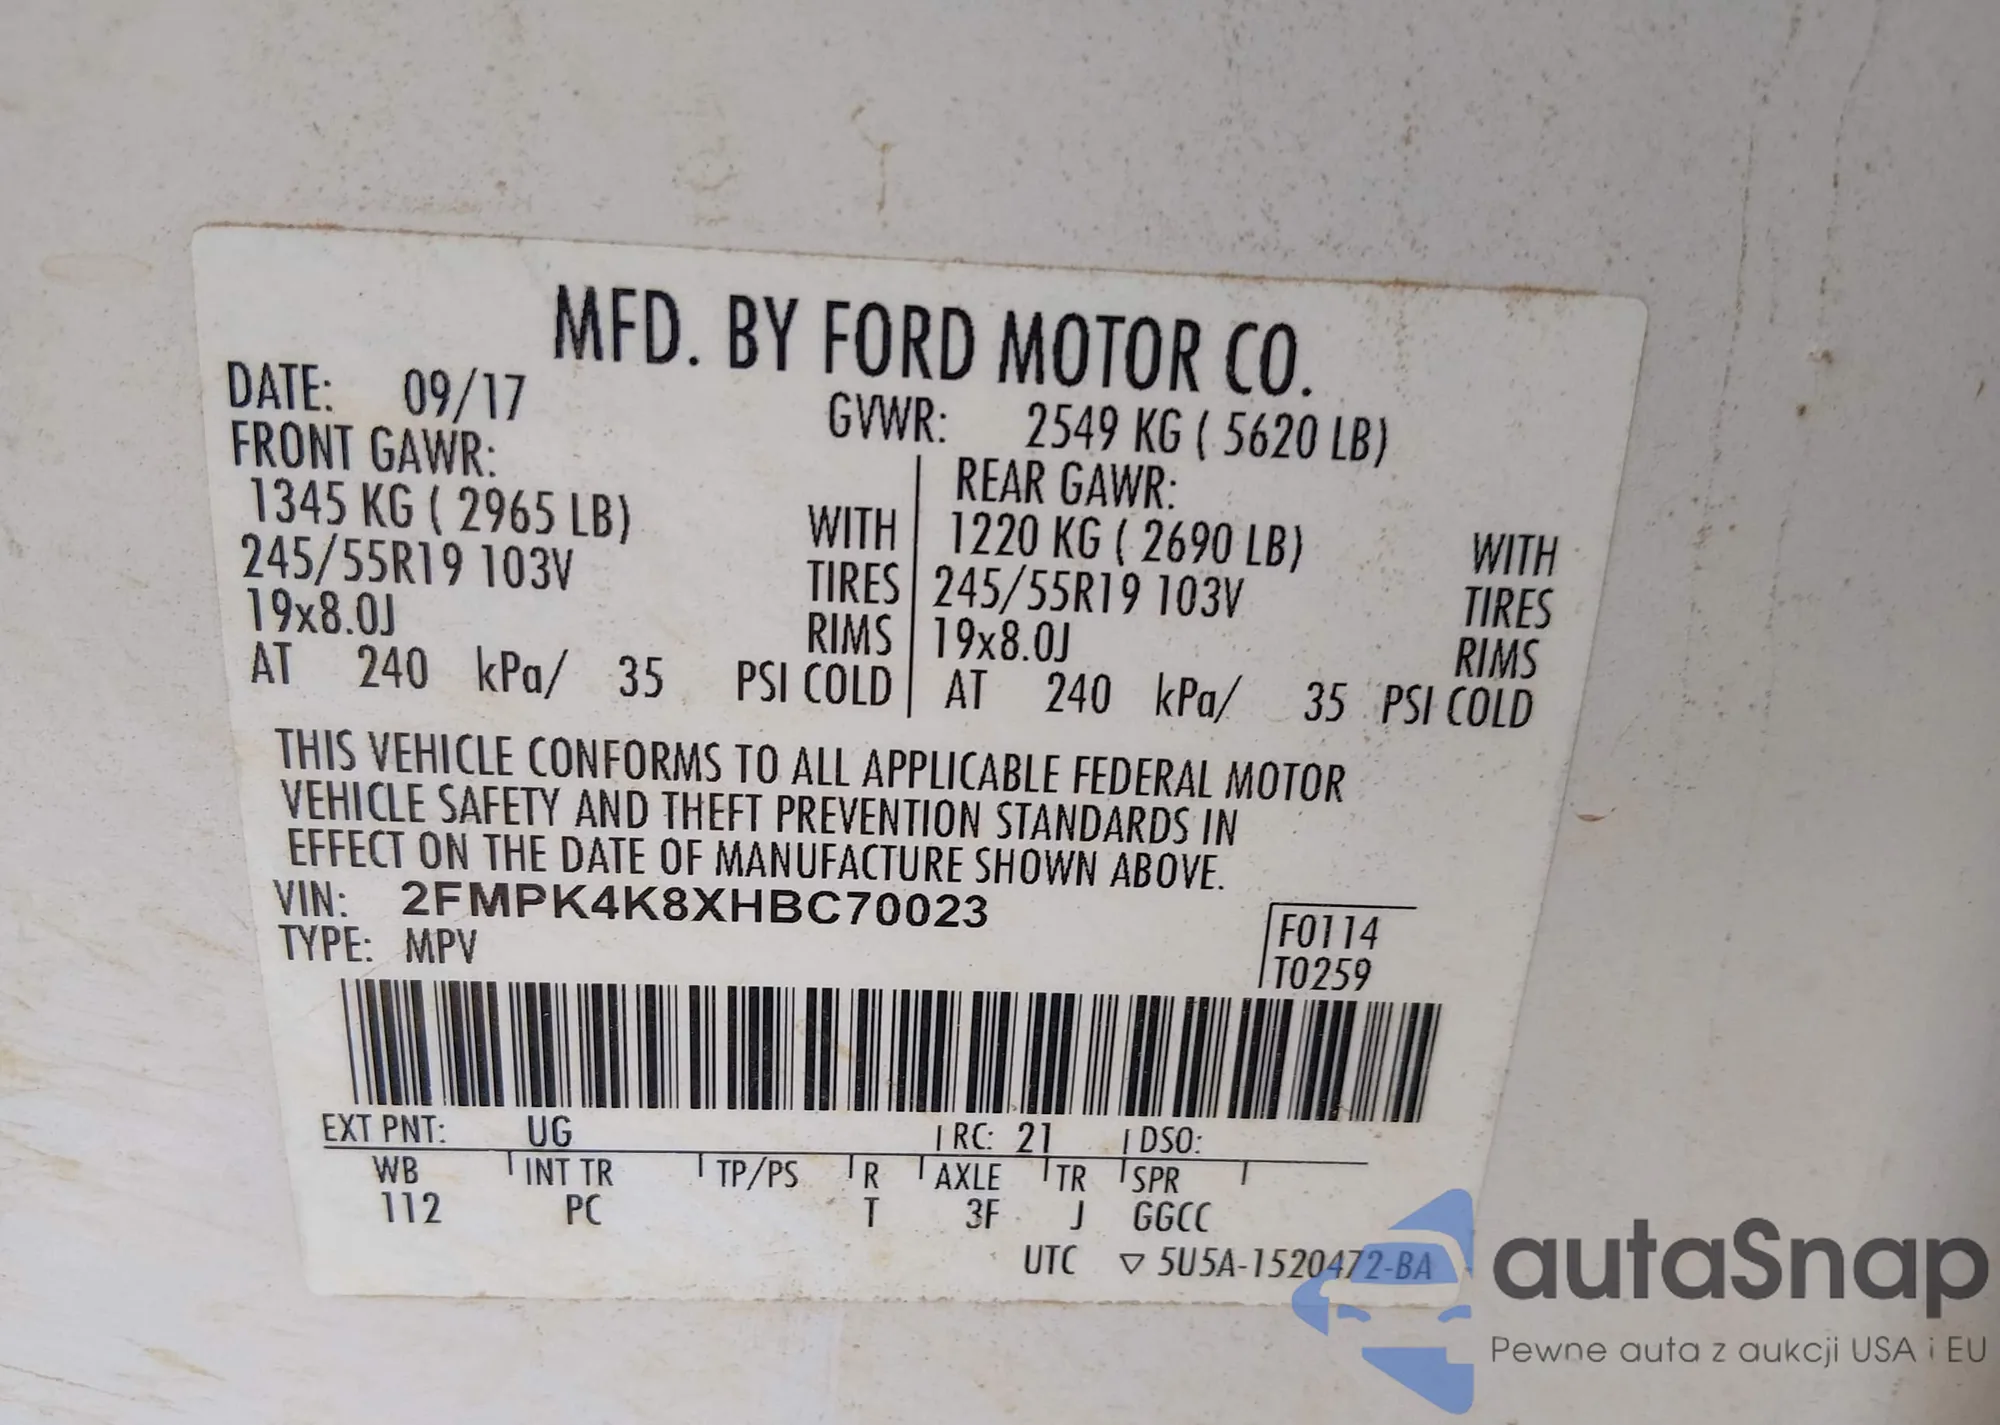 MFD. BY FORD MOTOR CO.
DATE: 09/17
GVWR: 2549 KG ( 5620 LB)
FRONT GAWR:
1345 KG ( 2965 LB) WITH
245/55R19 103V TIRES
19x8.0J RIMS
AT 240 kPa/ 35 PSI COLD
REAR GAWR:
1220 KG ( 2690 LB) WITH
245/55R19 103V TIRES
19x8.0J RIMS
AT 240 kPa/ 35 PSI COLD
THIS VEHICLE CONFORMS TO ALL APPLICABLE FEDERAL MOTOR
VEHICLE SAFETY AND THEFT PREVENTION STANDARDS IN
EFFECT ON THE DATE OF MANUFACTURE SHOWN ABOVE.
VIN: 2FMPK4K8XHBC70023
TYPE: MPV
F0114
T0259
EXT PNT: UG RC: 21 DSO:
WB INT TR TP/PS R AXLE TR SPR
112 PC T 3F J GGCC
UTC ▽ 5U5A-1520472-BA
autaSnap
Pewne auta z aukcji USA i EU